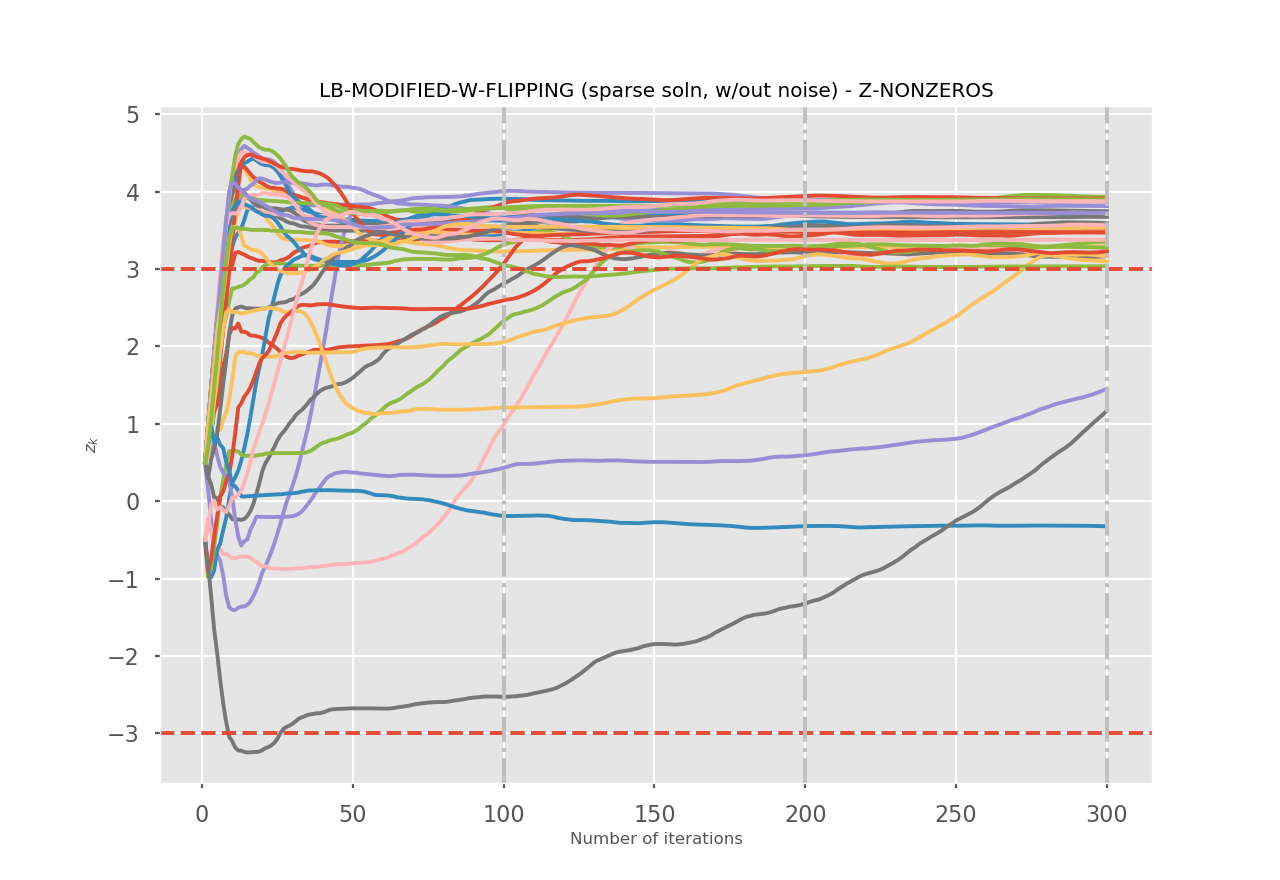 LB-MODIFIED-W-FLIPPING (sparse soln, w/out noise) - Z-NONZEROS
5
4
3
2
1
0
−1
−2
−3
z_k
0 50 100 150 200 250 300
Number of iterations